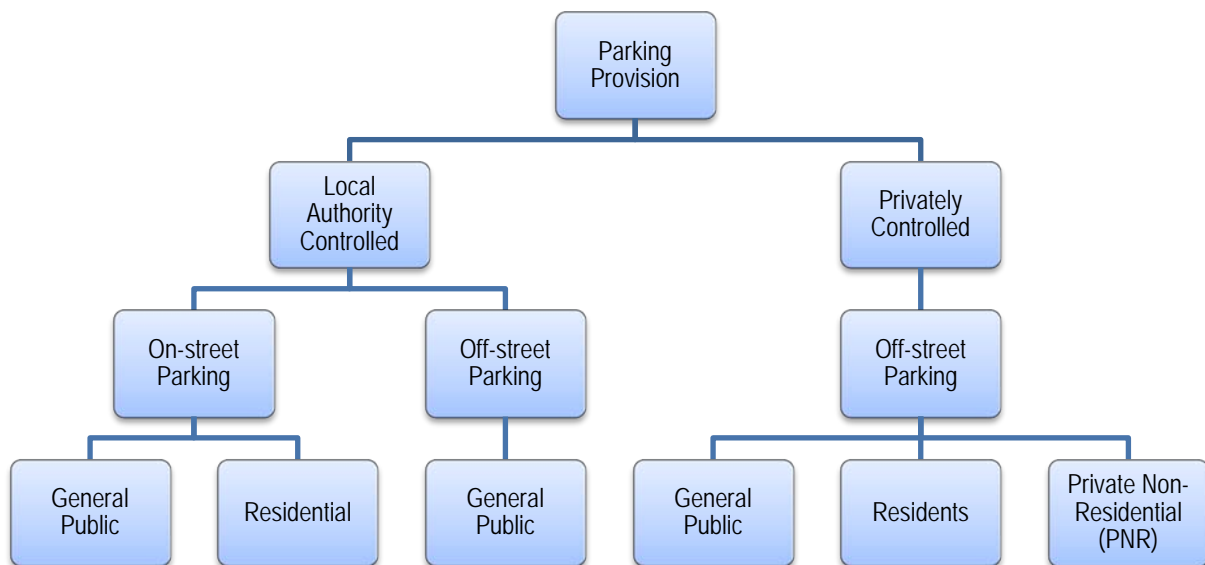 Parking
Provision
Local
Authority
Controlled
Privately
Controlled
On-street
Parking
Off-street
Parking
Off-street
Parking
General
Public
Residential
General
Public
General
Public
Residents
Private Non-
Residential
(PNR)